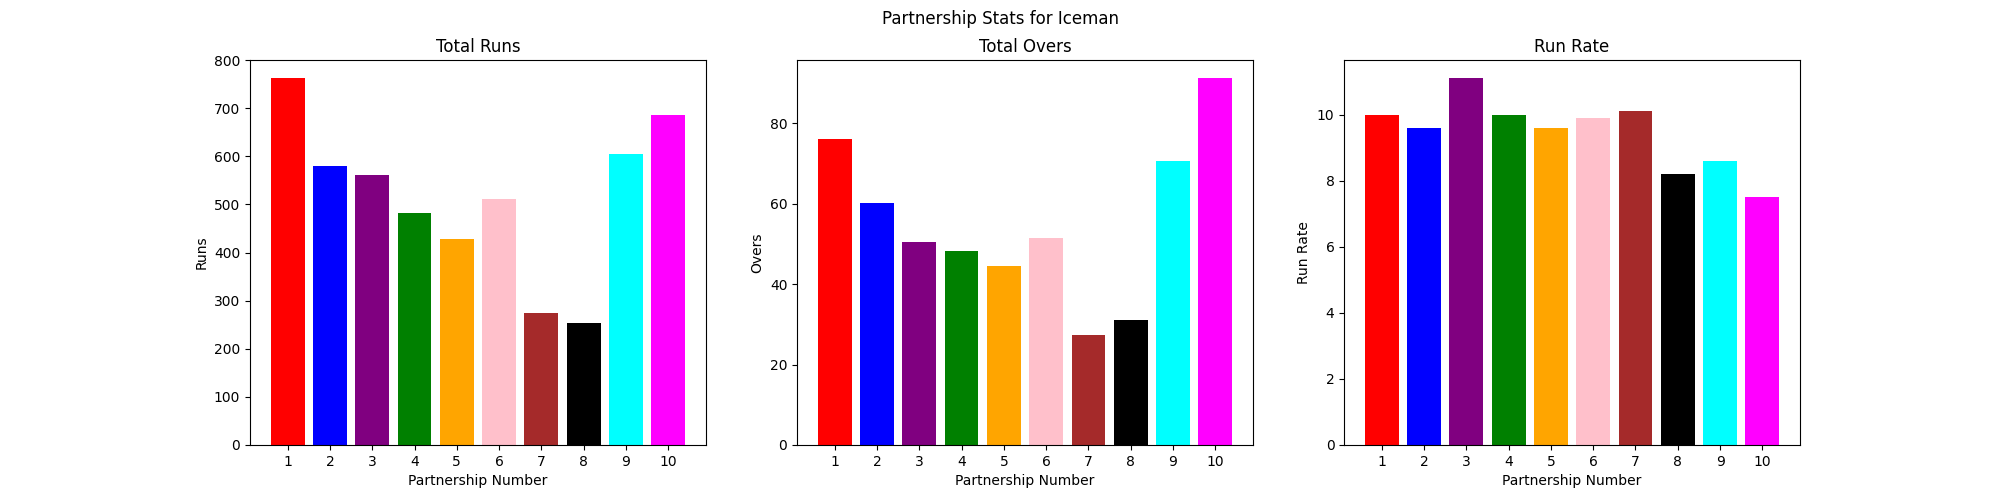 Partnership Stats for Iceman
Total Runs
800
700
600
500
400
300
200
100
0
Runs
1 2 3 4 5 6 7 8 9 10
Partnership Number
Total Overs
80
60
40
20
0
Overs
1 2 3 4 5 6 7 8 9 10
Partnership Number
Run Rate
10
8
6
4
2
0
Run Rate
1 2 3 4 5 6 7 8 9 10
Partnership Number